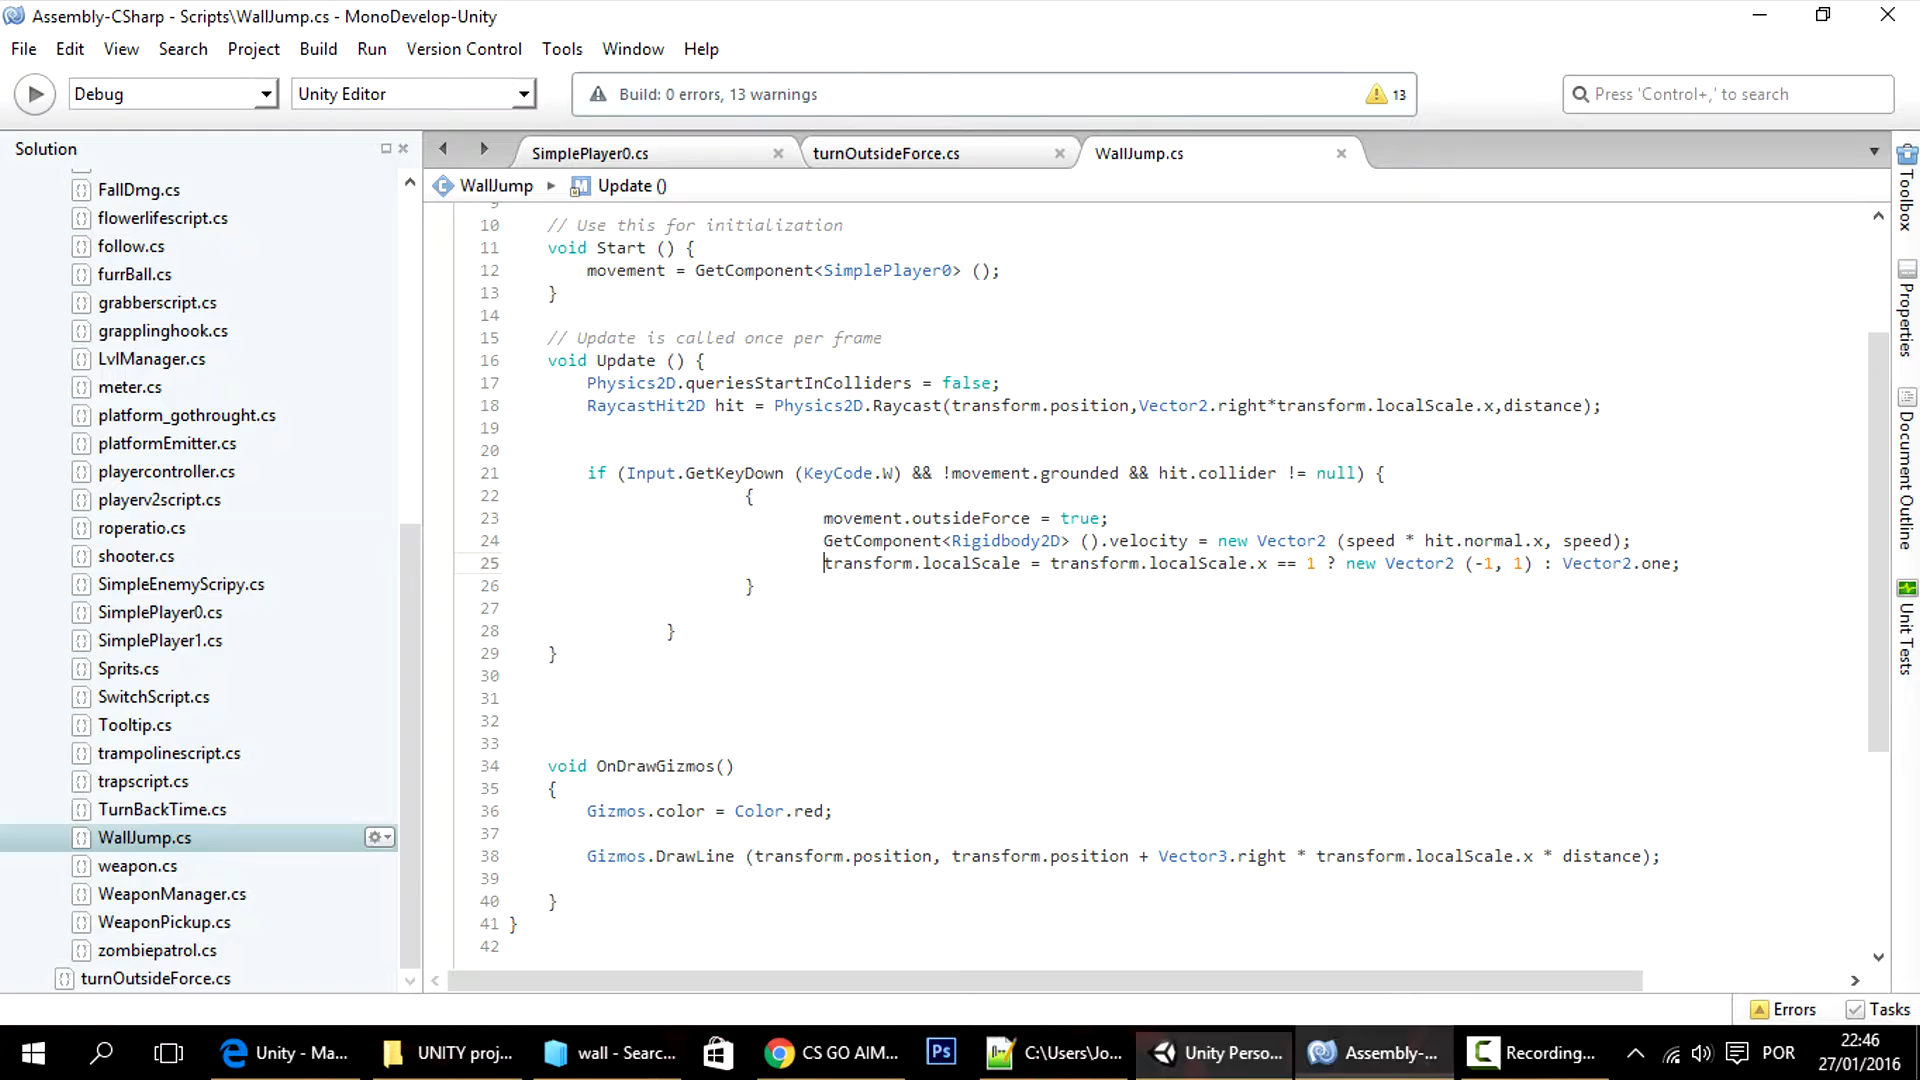 Assembly-CSharp - Scripts\WallJump.cs - MonoDevelop-Unity
File Edit View Search Project Build Run Version Control Tools Window Help
Debug Unity Editor Build: 0 errors, 13 warnings 13 Press 'Control+,' to search
Solution
FallDmg.cs
flowerlifescript.cs
follow.cs
furrBall.cs
grabberscript.cs
grapplinghook.cs
LvlManager.cs
meter.cs
platform_gothrought.cs
platformEmitter.cs
playercontroller.cs
playerv2script.cs
roperatio.cs
shooter.cs
SimpleEnemyScripy.cs
SimplePlayer0.cs
SimplePlayer1.cs
Sprits.cs
SwitchScript.cs
Tooltip.cs
trampolinescript.cs
trapscript.cs
TurnBackTime.cs
WallJump.cs
weapon.cs
WeaponManager.cs
WeaponPickup.cs
zombiepatrol.cs
turnOutsideForce.cs
SimplePlayer0.cs turnOutsideForce.cs WallJump.cs
WallJump Update ()
9
10 // Use this for initialization
11 void Start () {
12 movement = GetComponent<SimplePlayer0> ();
13 }
14
15 // Update is called once per frame
16 void Update () {
17 Physics2D.queriesStartInColliders = false;
18 RaycastHit2D hit = Physics2D.Raycast(transform.position,Vector2.right*transform.localScale.x,distance);
19
20
21 if (Input.GetKeyDown (KeyCode.W) && !movement.grounded && hit.collider != null) {
22 {
23 movement.outsideForce = true;
24 GetComponent<Rigidbody2D> ().velocity = new Vector2 (speed * hit.normal.x, speed);
25 transform.localScale = transform.localScale.x == 1 ? new Vector2 (-1, 1) : Vector2.one;
26 }
27
28 }
29 }
30
31
32
33
34 void OnDrawGizmos()
35 {
36 Gizmos.color = Color.red;
37
38 Gizmos.DrawLine (transform.position, transform.position + Vector3.right * transform.localScale.x * distance);
39
40 }
41 }
42
Toolbox
Properties
Document Outline
Unit Tests
Errors Tasks
Unity - Ma... UNITY proj... wall - Searc... CS GO AIM... Ps C:\Users\Jo... Unity Perso... Assembly-... C Recording... POR
22:46
27/01/2016